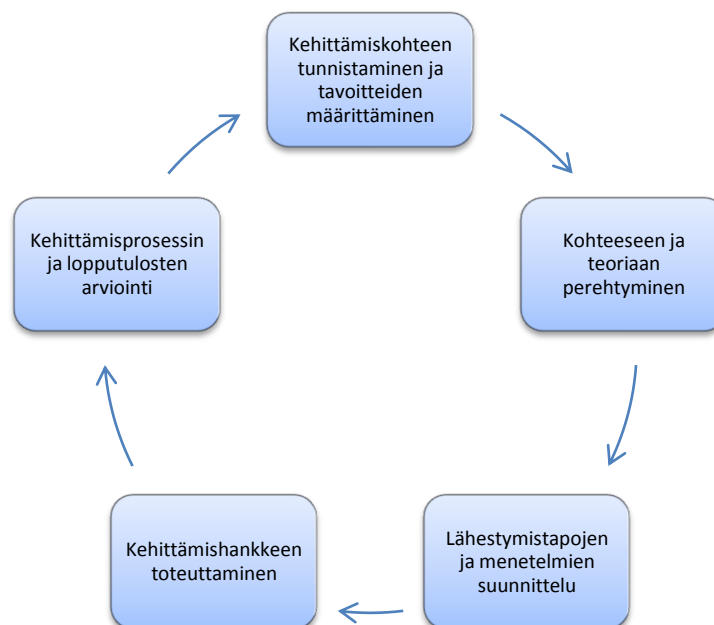 Kehittämiskohteen
tunnistaminen ja
tavoitteiden
määrittäminen
Kohteeseen ja
teoriaan
perehtyminen
Lähestymistapojen
ja menetelmien
suunnittelu
Kehittämishankkeen
toteuttaminen
Kehittämisprosessin
ja lopputulosten
arviointi